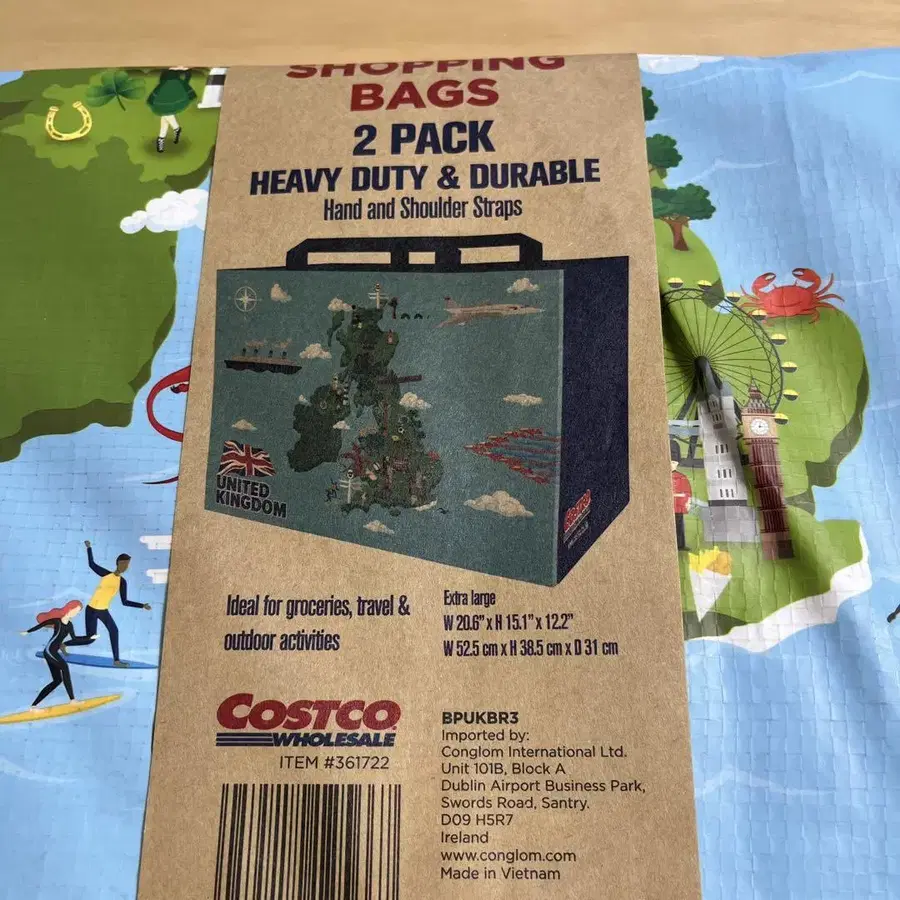 SHOPPING
BAGS
2 PACK
HEAVY DUTY & DURABLE
Hand and Shoulder Straps
UNITED
KINGDOM
COSTCO
WHOLESALE
Ideal for groceries, travel &
outdoor activities
Extra large
W 20.6" x H 15.1" x 12.2"
W 52.5 cm x H 38.5 cm x D 31 cm
COSTCO
WHOLESALE
ITEM #361722
BPUKBR3
Imported by:
Conglom International Ltd.
Unit 101B, Block A
Dublin Airport Business Park,
Swords Road, Santry.
D09 H5R7
Ireland
www.conglom.com
Made in Vietnam